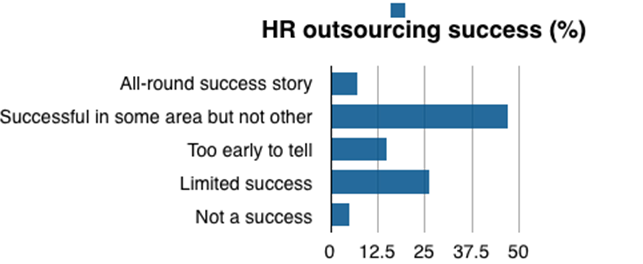 HR outsourcing success (%)
All-round success story
Successful in some area but not other
Too early to tell
Limited success
Not a success
0 12.5 25 37.5 50